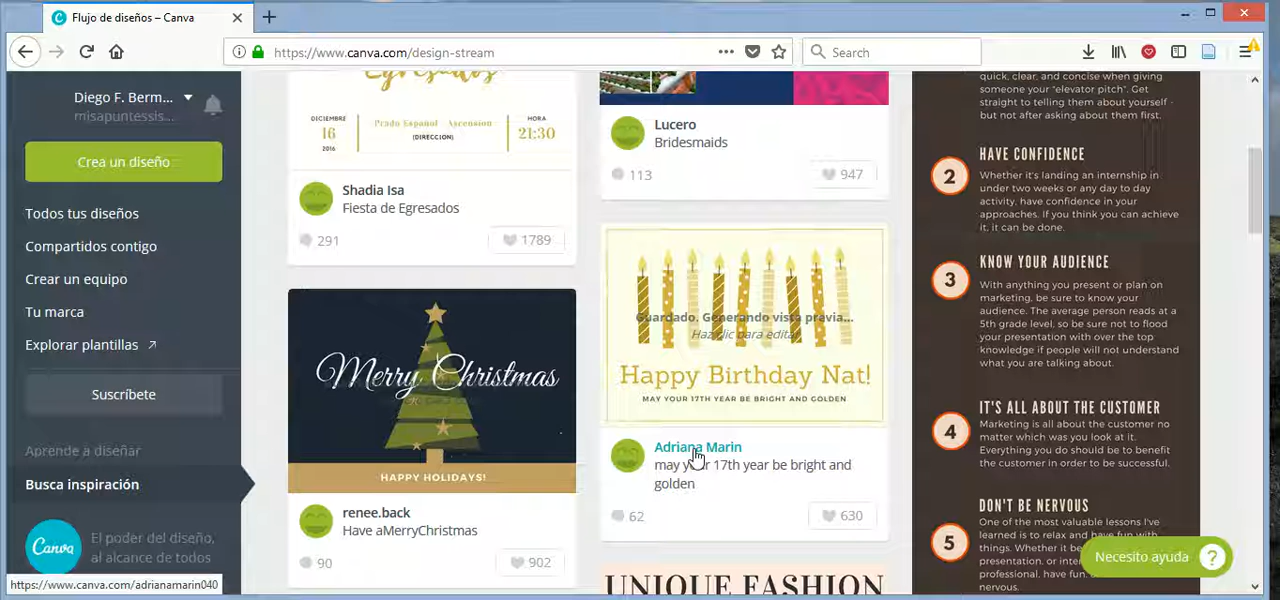 Flujo de diseños – Canva
https://www.canva.com/design-stream
Search
Diego F. Berm...
misapuntessis...
Crea un diseño
Todos tus diseños
Compartidos contigo
Crear un equipo
Tu marca
Explorar plantillas
Suscríbete
Aprende a diseñar
Busca inspiración
Canva
El poder del diseño,
al alcance de todos
https://www.canva.com/adrianamarin040
Egresados
DICIEMBRE
16
2016
Prado Español - Ascension
(DIRECCION)
HORA
21:30
Shadia Isa
Fiesta de Egresados
291
1789
Merry Christmas
HAPPY HOLIDAYS!
renee.back
Have aMerryChristmas
90
902
Lucero
Bridesmaids
113
947
Guardado. Generando vista previa...
Haz clic para editar
Happy Birthday Nat!
MAY YOUR 17TH YEAR BE BRIGHT AND GOLDEN
Adriana Marin
may your 17th year be bright and
golden
62
630
UNIQUE FASHION
quick, clear, and concise when giving
someone your "elevator pitch". Get
straight to telling them about yourself -
but not after asking about them first.
2
HAVE CONFIDENCE
Whether it's landing an internship in
under two weeks or any day to day
activity, have confidence in your
approaches. If you think you can achieve
it, it can be done.
3
KNOW YOUR AUDIENCE
With anything you present or plan on
marketing, be sure to know your
audience. The average person reads at a
5th grade level, so be sure not to flood
your presentation with over the top
knowledge if people will not understand
what you are talking about.
4
IT'S ALL ABOUT THE CUSTOMER
Marketing is all about the customer no
matter which was you look at it.
Everything you do should be to benefit
the customer in order to be successful.
5
DON'T BE NERVOUS
One of the most valuable lessons I've
learned is to relax and have fun with
things. Whether it be
presentation, or inte
professional, have fun,
nervous.
Necesito ayuda